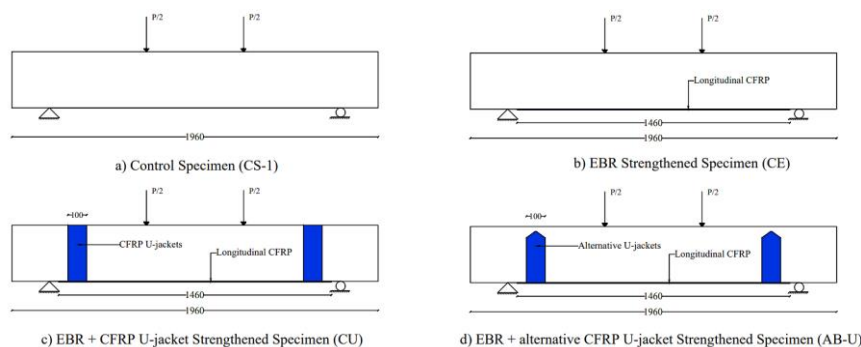 P/2 P/2
1960
a) Control Specimen (CS-1)
P/2 P/2
Longitudinal CFRP
1460
1960
b) EBR Strengthened Specimen (CE)
P/2 P/2
100
CFRP U-jackets
Longitudinal CFRP
1460
1960
c) EBR + CFRP U-jacket Strengthened Specimen (CU)
P/2 P/2
100
Alternative U-jackets
Longitudinal CFRP
1460
1960
d) EBR + alternative CFRP U-jacket Strengthened Specimen (AB-U)